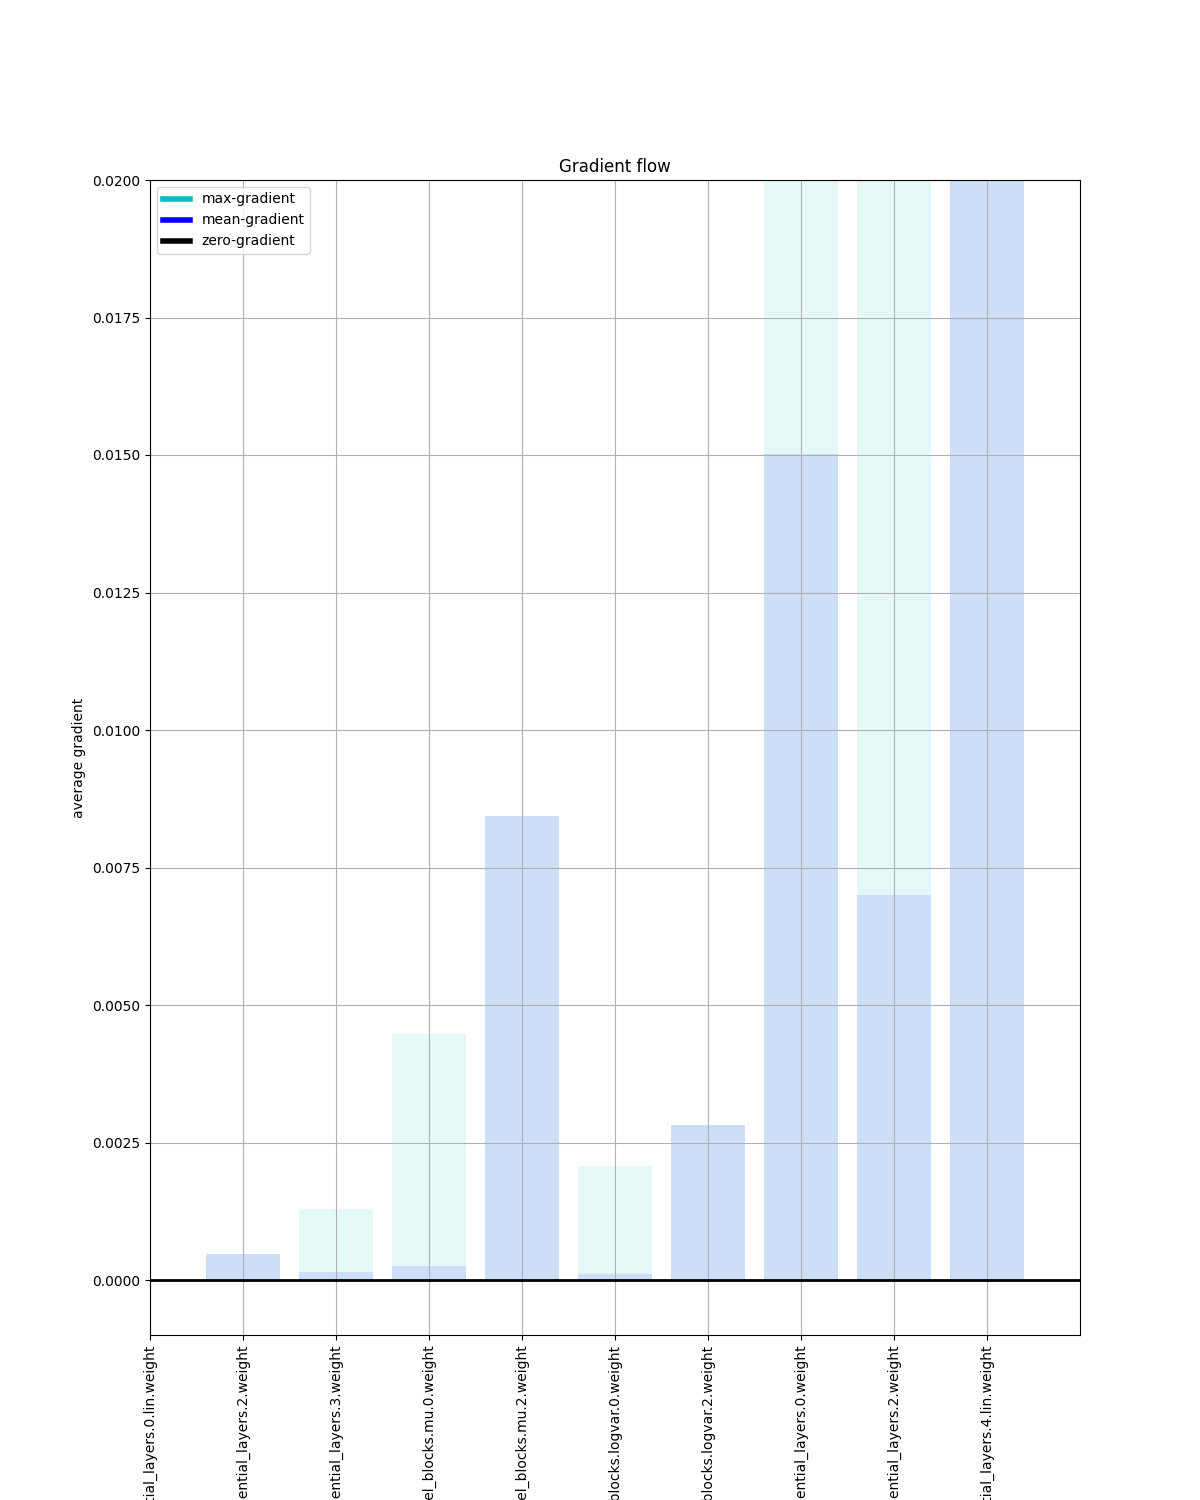 Gradient flow
max-gradient
mean-gradient
zero-gradient
0.0200
0.0175
0.0150
0.0125
0.0100
0.0075
0.0050
0.0025
0.0000
average gradient
tial_layers.0.lin.weight
ential_layers.2.weight
ential_layers.3.weight
el_blocks.mu.0.weight
el_blocks.mu.2.weight
blocks.logvar.0.weight
blocks.logvar.2.weight
ential_layers.0.weight
ential_layers.2.weight
tial_layers.4.lin.weight